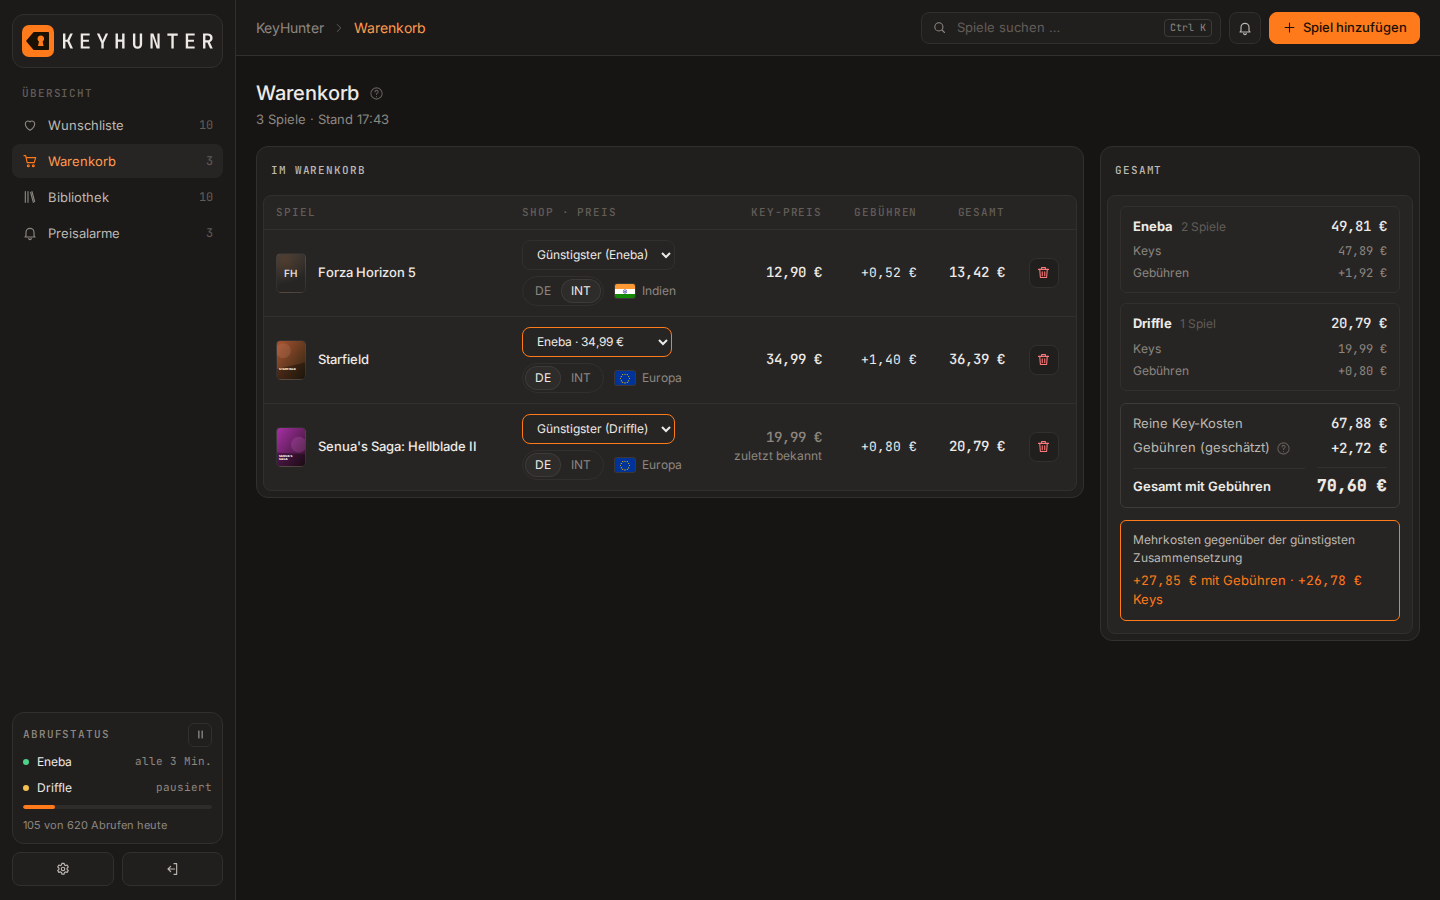 KEYHUNTER
KeyHunter
Warenkorb
Spiele suchen ...
Ctrl K
Spiel hinzufügen
ÜBERSICHT
Wunschliste 10
Warenkorb 3
Bibliothek 10
Preisalarme 3
Warenkorb
3 Spiele · Stand 17:43
IM WARENKORB
SPIEL SHOP · PREIS KEY-PREIS GEBÜHREN GESAMT
FH
Forza Horizon 5
Günstigster (Eneba)
DE INT Indien
12,90 € +0,52 € 13,42 €
Starfield
Eneba · 34,99 €
DE INT Europa
34,99 € +1,40 € 36,39 €
Senua's Saga: Hellblade II
Günstigster (Driffle)
DE INT Europa
19,99 €
zuletzt bekannt
+0,80 € 20,79 €
GESAMT
Eneba 2 Spiele 49,81 €
Keys 47,89 €
Gebühren +1,92 €
Driffle 1 Spiel 20,79 €
Keys 19,99 €
Gebühren +0,80 €
Reine Key-Kosten 67,88 €
Gebühren (geschätzt) +2,72 €
Gesamt mit Gebühren 70,60 €
Mehrkosten gegenüber der günstigsten
Zusammensetzung
+27,85 € mit Gebühren · +26,78 €
Keys
ABRUFSTATUS
Eneba alle 3 Min.
Driffle pausiert
105 von 620 Abrufen heute